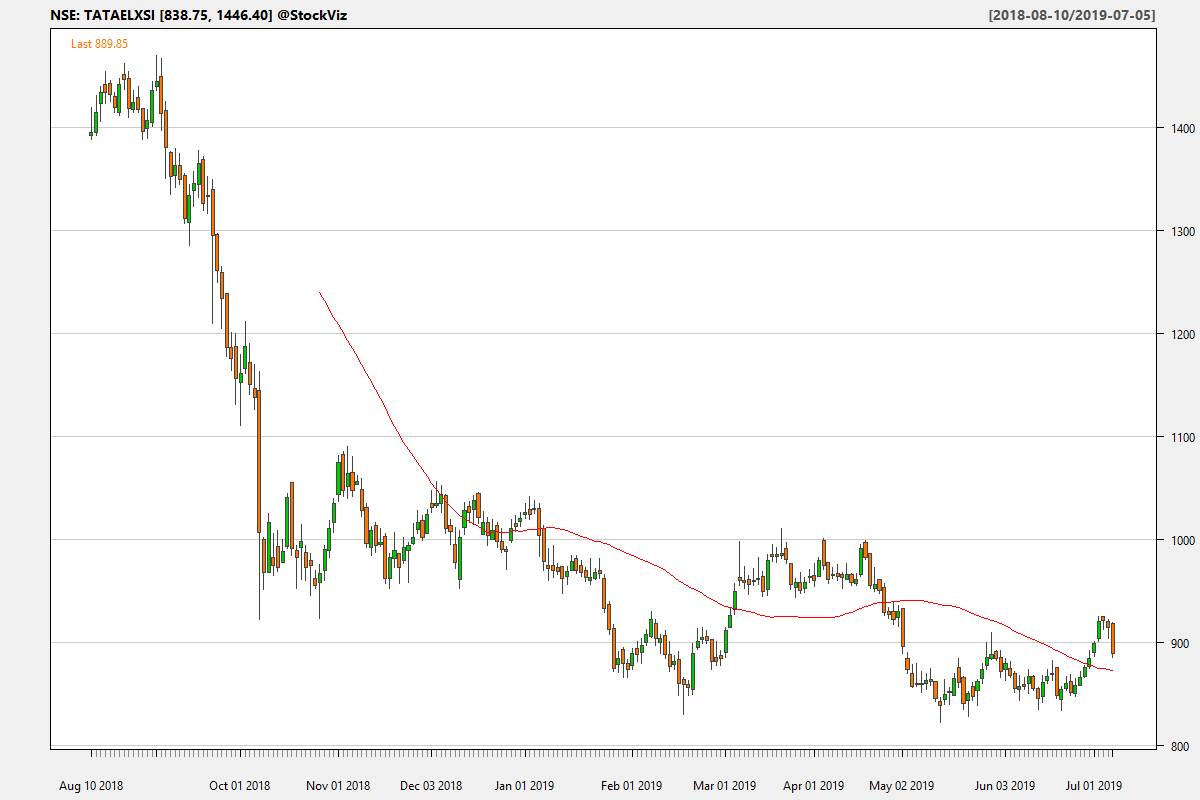 NSE: TATAELXSI [838.75, 1446.40] @StockViz [2018-08-10/2019-07-05]
Last 889.85
1400
1300
1200
1100
1000
900
800
Aug 10 2018 Oct 01 2018 Nov 01 2018 Dec 03 2018 Jan 01 2019 Feb 01 2019 Mar 01 2019 Apr 01 2019 May 02 2019 Jun 03 2019 Jul 01 2019